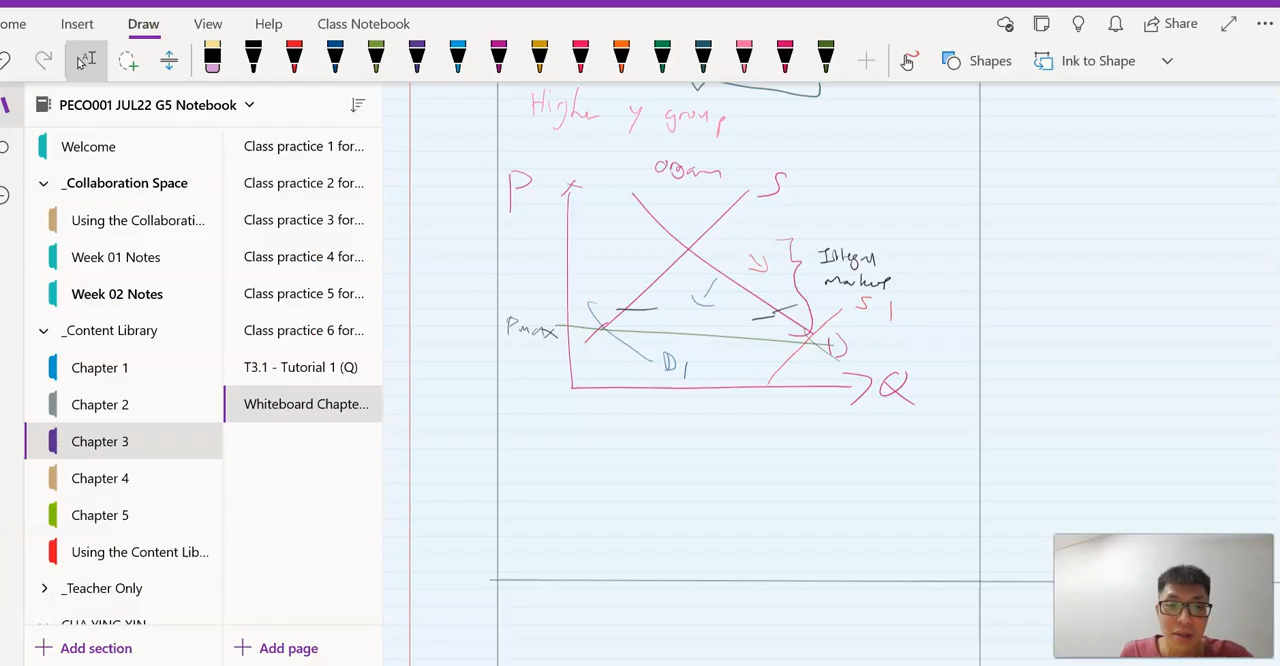 ome Insert Draw View Help Class Notebook Share
Shapes Ink to Shape
PECO001 JUL22 G5 Notebook
Welcome
_Collaboration Space
Using the Collaborati...
Week 01 Notes
Week 02 Notes
_Content Library
Chapter 1
Chapter 2
Chapter 3
Chapter 4
Chapter 5
Using the Content Lib...
_Teacher Only
CHA YING XIN
Add section
Class practice 1 for...
Class practice 2 for...
Class practice 3 for...
Class practice 4 for...
Class practice 5 for...
Class practice 6 for...
T3.1 - Tutorial 1 (Q)
Whiteboard Chapte...
Add page
Higher Y group
organ
P
S
markup
S1
Pmax
D
D1
Q